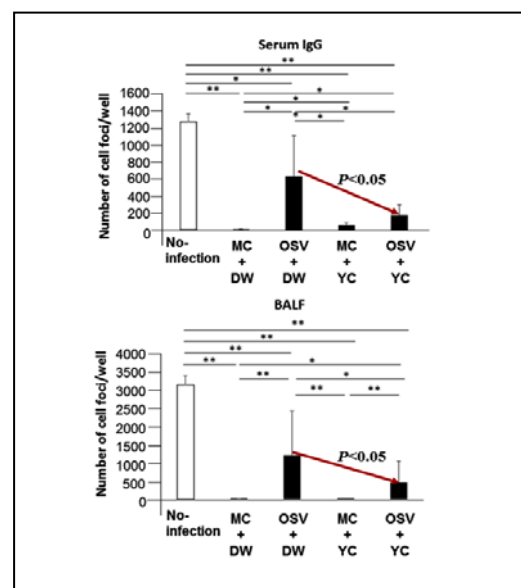 Serum IgG
**
**
*
** *
*
* *
* *
Number of cell foci/well
1600
1400
1200
1000
800
600
400
200
0
P<0.05
No- MC OSV MC OSV
infection + + + +
DW DW YC YC
BALF
**
**
**
** *
** *
** **
Number of cell foci/well
4000
3500
3000
2500
2000
1500
1000
500
0
P<0.05
No- MC OSV MC OSV
infection + + + +
DW DW YC YC